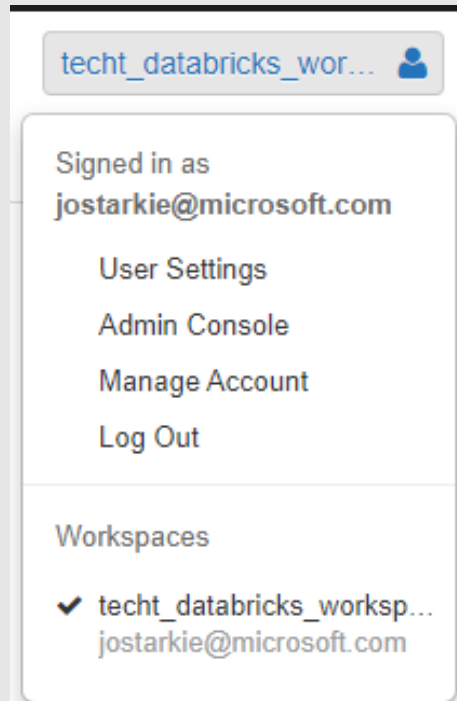 techt_databricks_wor...
Signed in as
jostarkie@microsoft.com
User Settings
Admin Console
Manage Account
Log Out
Workspaces
techt_databricks_worksp...
jostarkie@microsoft.com